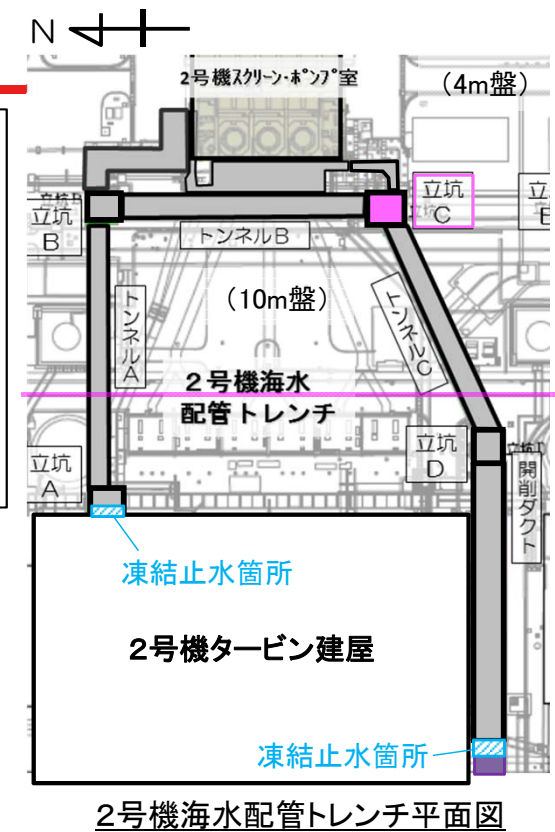 N
2号機スクリーン・ポンプ室
(4m盤)
立坑
B
立坑
C
立坑
トンネルB
トンネルA
(10m盤)
トンネルC
2号機海水
配管トレンチ
立坑
A
立坑
D
開削ダクト
凍結止水箇所
2号機タービン建屋
凍結止水箇所
2号機海水配管トレンチ平面図